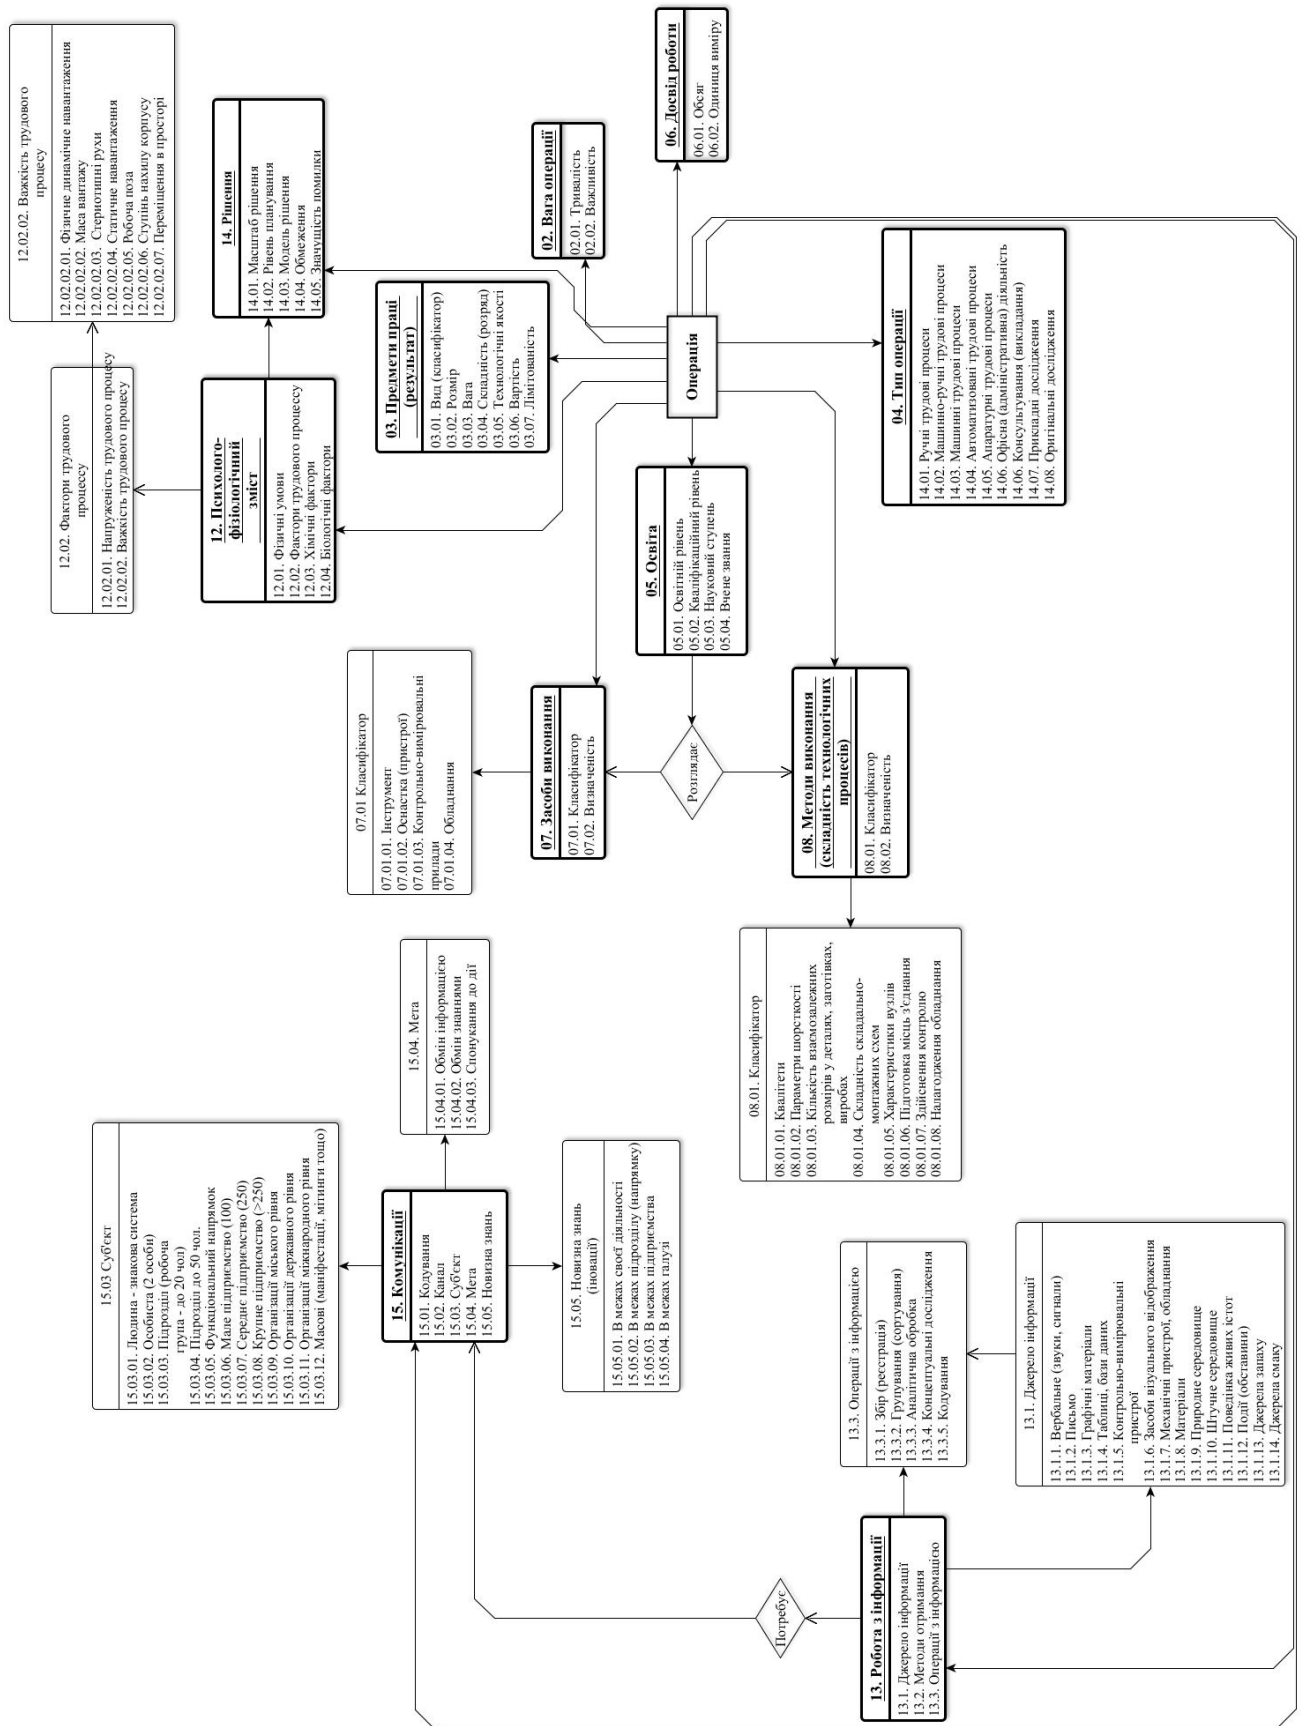 15.03 Суб'єкт
15.03.01. Людина - знакова система
15.03.02. Особиста (2 особи)
15.03.03. Підрозділ (робоча
група - до 20 чол)
15.03.04. Підрозділ до 50 чол.
15.03.05. Функціональний напрямок
15.03.06. Мале підприємство (100)
15.03.07. Середнє підприємство (250)
15.03.08. Крупне підприємство (>250)
15.03.09. Організації міського рівня
15.03.10. Організації державного рівня
15.03.11. Організації міжнародного рівня
15.03.12. Масові (маніфестації, мітинги тощо)
15. Комунікації
15.01. Кодування
15.02. Канал
15.03. Суб'єкт
15.04. Мета
15.05. Новизна знань
15.04. Мета
15.04.01. Обмін інформацією
15.04.02. Обмін знаннями
15.04.03. Спонукання до дії
15.05. Новизна знань
(іновації)
15.05.01. В межах своєї діяльності
15.05.02. В межах підрозділу (напрямку)
15.05.03. В межах підприємства
15.05.04. В межах галузі
Потребує
13. Робота з інформації
13.1. Джерело інформації
13.2. Методи отримання
13.3. Операції з інформацією
13.3. Операції з інформацією
13.3.1. Збір (реєстрація)
13.3.2. Групування (сортування)
13.3.3. Аналітична обробка
13.3.4. Концептуальні дослідження
13.3.5. Кодування
13.1. Джерело інформації
13.1.1. Вербальне (звуки, сигнали)
13.1.2. Письмо
13.1.3. Графічні матеріали
13.1.4. Таблиці, бази даних
13.1.5. Контрольно-вимірювальні
пристрої
13.1.6. Засоби візуального відображення
13.1.7. Механічні пристрої, обладнання
13.1.8. Матеріали
13.1.9. Природне середовище
13.1.10. Штучне середовище
13.1.11. Поведінка живих істот
13.1.12. Події (обставини)
13.1.13. Джерела запаху
13.1.14. Джерела смаку
07.01 Класифікатор
07.01.01. Інструмент
07.01.02. Оснастка (пристрої)
07.01.03. Контрольно-вимірювальні
прилади
07.01.04. Обладнання
07. Засоби виконання
07.01. Класифікатор
07.02. Визначеність
Розглядає
08. Методи виконання
(складність технологічних
процесів)
08.01. Класифікатор
08.02. Визначеність
08.01. Класифікатор
08.01.01. Квалітети
08.01.02. Параметри шорсткості
08.01.03. Кількість взаємозалежних
розмірів у деталях, заготівках,
виробах
08.01.04. Складність складально-
монтажних схем
08.01.05. Характеристики вузлів
08.01.06. Підготовка місць з'єднання
08.01.07. Здійснення контролю
08.01.08. Налагодження обладнання
12.02. Фактори трудового
процесу
12.02.01. Напруженість трудового процесу
12.02.02. Важкість трудового процесу
12.02.02. Важкість трудового
процесу
12.02.02.01. Фізичне динамічне навантаження
12.02.02.02. Маса вантажу
12.02.02.03. Стериотипні рухи
12.02.02.04. Статичне навантаження
12.02.02.05. Робоча поза
12.02.02.06. Ступінь нахилу корпусу
12.02.02.07. Переміщення в просторі
12. Психолого-
фізіологічний
зміст
12.01. Фізичні умови
12.02. Фактори трудового процессу
12.03. Хімічні фактори
12.04. Біологічні фактори
14. Рішення
14.01. Масштаб рішення
14.02. Рівень планування
14.03. Модель рішення
14.04. Обмеження
14.05. Значущість помилки
03. Предмети праці
(результат)
03.01. Вид (класифікатор)
03.02. Розмір
03.03. Вага
03.04. Складність (розряд)
03.05. Технологічні якості
03.06. Вартість
03.07. Лімітованість
02. Вага операції
02.01. Тривалість
02.02. Важливість
06. Досвід роботи
06.01. Обсяг
06.02. Одиниця виміру
05. Освіта
05.01. Освітній рівень
05.02. Кваліфікаційний рівень
05.03. Науковий ступень
05.04. Вчене звання
Операція
04. Тип операції
14.01. Ручні трудові процеси
14.02. Машинно-ручні трудові процеси
14.03. Машинні трудові процеси
14.04. Автоматизовані трудові процеси
14.05. Апаратурні трудові процеси
14.06. Офісна (адміністративна) діяльність
14.06. Консультування (викладання)
14.07. Прикладні дослідження
14.08. Оригінальні дослідження